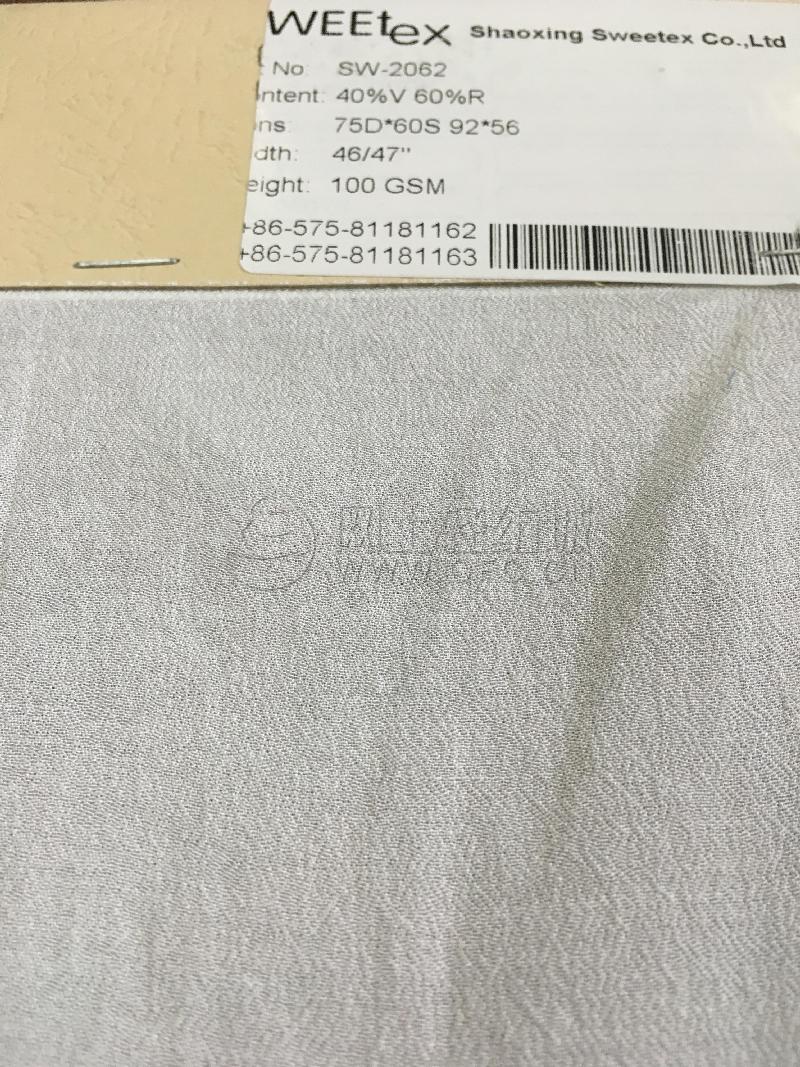 WEEtex Shaoxing Sweetex Co.,Ltd
No: SW-2062
ntent: 40%V 60%R
ns: 75D*60S 92*56
dth: 46/47"
eight: 100 GSM
+86-575-81181162
+86-575-81181163